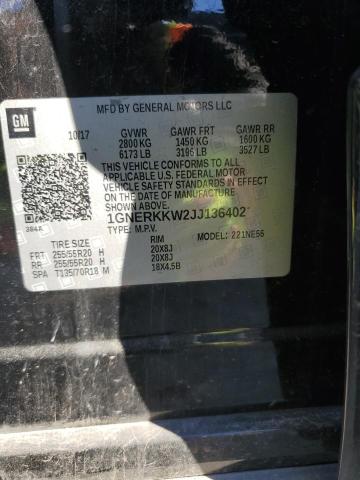 GM
MFD BY GENERAL MOTORS LLC
10/17 GVWR GAWR FRT GAWR RR
2800 KG 1450 KG 1600 KG
6173 LB 3196 LB 3527 LB
THIS VEHICLE CONFORMS TO ALL
APPLICABLE U.S. FEDERAL MOTOR
VEHICLE SAFETY STANDARDS IN
EFFECT ON THE DATE OF
MANUFACTURE SHOWN ABOVE.
1GNERKKW2JJ136402
TYPE: M.P.V. MODEL: 221NE56
384X
TIRE SIZE RIM
FRT 255/55R20 H 20X8J
RR 255/55R20 H 20X8J
SPA T135/70R18 M 18X4.5B